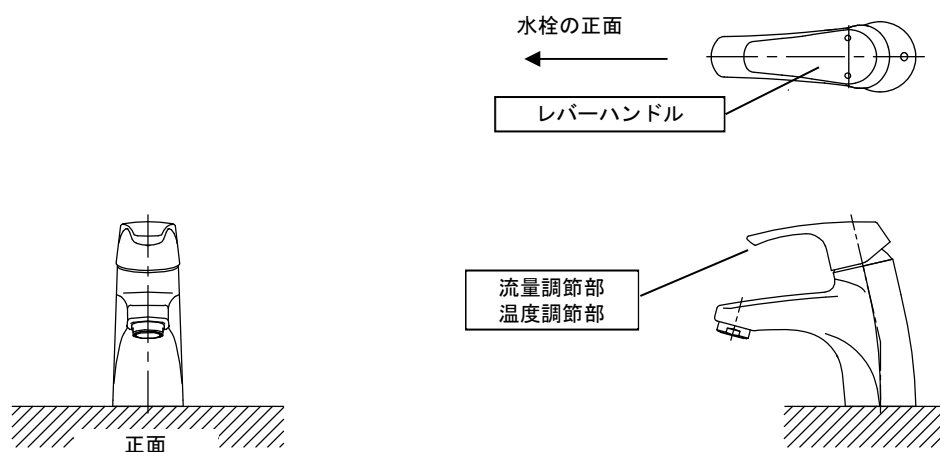 水栓の正面
レバーハンドル
流量調節部
温度調節部
正面